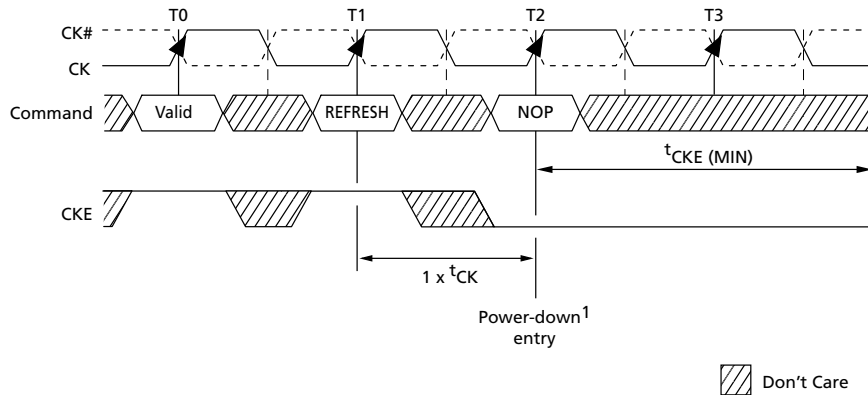 T0 T1 T2 T3
CK#
CK
Command Valid REFRESH NOP
tCKE (MIN)
CKE
1 x tCK
Power-down1
entry
Don't Care